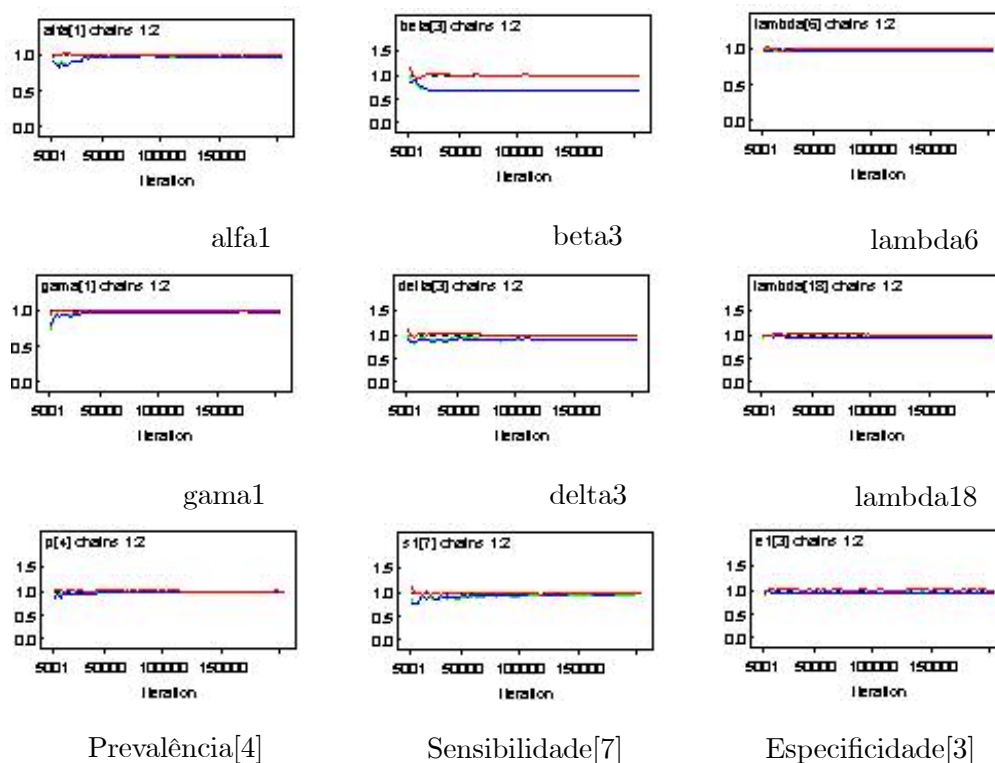 alfa[1] chains 1:2
1.0
0.5
0.0
5001 50000 100000 150000
Iteration
alfa1
beta[3] chains 1:2
1.5
1.0
0.5
0.0
5001 50000 100000 150000
Iteration
beta3
lambda[6] chains 1:2
1.0
0.5
0.0
5001 50000 100000 150000
Iteration
lambda6
gama[1] chains 1:2
1.0
0.5
0.0
5001 50000 100000 150000
Iteration
gama1
delta[3] chains 1:2
1.5
1.0
0.5
0.0
5001 50000 100000 150000
Iteration
delta3
lambda[18] chains 1:2
1.5
1.0
0.5
0.0
5001 50000 100000 150000
Iteration
lambda18
p[4] chains 1:2
1.5
1.0
0.5
0.0
5001 50000 100000 150000
Iteration
Prevalência[4]
s1[7] chains 1:2
1.5
1.0
0.5
0.0
5001 50000 100000 150000
Iteration
Sensibilidade[7]
e1[3] chains 1:2
1.5
1.0
0.5
0.0
5001 50000 100000 150000
Iteration
Especificidade[3]